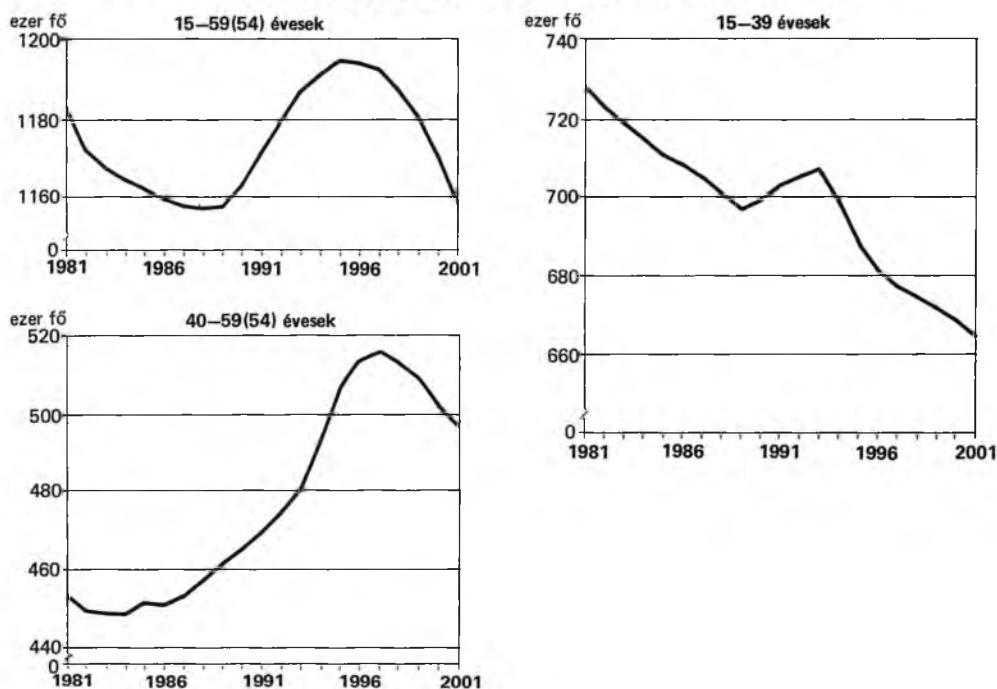 ezer fő
15–59(54) évesek
1200
1180
1160
0
1981 1986 1991 1996 2001
ezer fő
15–39 évesek
740
720
700
680
660
0
1981 1986 1991 1996 2001
ezer fő
40–59(54) évesek
520
500
480
460
440
0
1981 1986 1991 1996 2001